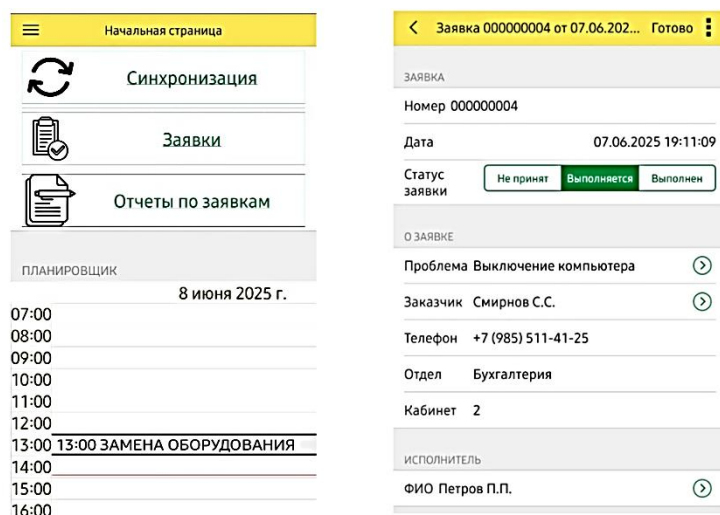 Начальная страница
Синхронизация
Заявки
Отчеты по заявкам
ПЛАНИРОВЩИК
8 июня 2025 г.
07:00
08:00
09:00
10:00
11:00
12:00
13:00 13:00 ЗАМЕНА ОБОРУДОВАНИЯ
14:00
15:00
16:00
Заявка 000000004 от 07.06.202... Готово
ЗАЯВКА
Номер 000000004
Дата 07.06.2025 19:11:09
Статус заявки Не принят Выполняется Выполнен
О ЗАЯВКЕ
Проблема Выключение компьютера
Заказчик Смирнов С.С.
Телефон +7 (985) 511-41-25
Отдел Бухгалтерия
Кабинет 2
ИСПОЛНИТЕЛЬ
ФИО Петров П.П.